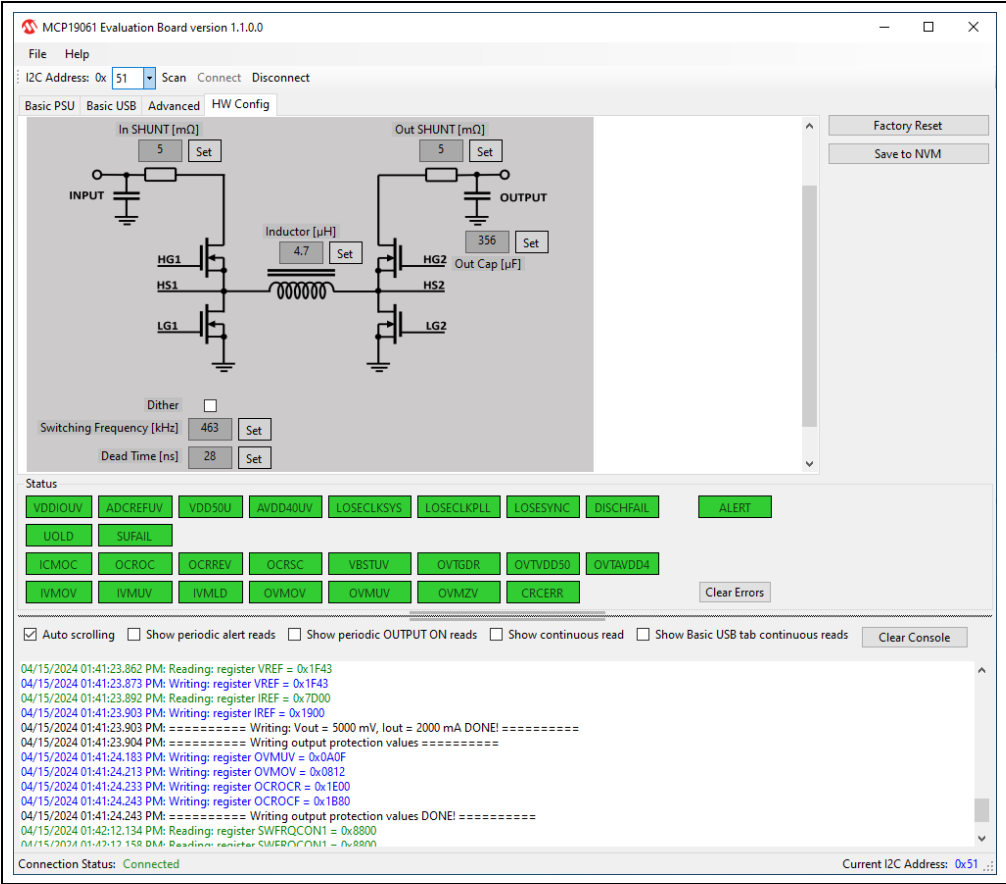 MCP19061 Evaluation Board version 1.1.0.0
File Help
I2C Address: 0x 51 Scan Connect Disconnect
Basic PSU Basic USB Advanced HW Config
Factory Reset
Save to NVM
In SHUNT [mΩ] Out SHUNT [mΩ]
5 Set 5 Set
INPUT OUTPUT
Inductor [µH]
4.7 Set
356 Set
Out Cap [µF]
HG1 HG2
HS1 HS2
LG1 LG2
Dither
Switching Frequency [kHz] 463 Set
Dead Time [ns] 28 Set
Status
VDDIOUV ADCREFUV VDD50U AVDD40UV LOSECLKSYS LOSECLKPLL LOSESYNC DISCHFAIL ALERT
UOLD SUFAIL
ICMOC OCROC OCRREV OCRSC VBSTUV OVTGDR OVTVDD50 OVTAVDD4
IVMOV IVMUV IVMLD OVMOV OVMUV OVMZV CRCERR Clear Errors
Auto scrolling Show periodic alert reads Show periodic OUTPUT ON reads Show continuous read Show Basic USB tab continuous reads Clear Console
04/15/2024 01:41:23.862 PM: Reading: register VREF = 0x1F43
04/15/2024 01:41:23.873 PM: Writing: register VREF = 0x1F43
04/15/2024 01:41:23.892 PM: Reading: register IREF = 0x7D00
04/15/2024 01:41:23.903 PM: Writing: register IREF = 0x1900
04/15/2024 01:41:23.903 PM: ========== Writing: Vout = 5000 mV, Iout = 2000 mA DONE! ==========
04/15/2024 01:41:23.904 PM: ========== Writing output protection values ==========
04/15/2024 01:41:24.183 PM: Writing: register OVMUV = 0x0A0F
04/15/2024 01:41:24.213 PM: Writing: register OVMOV = 0x0812
04/15/2024 01:41:24.233 PM: Writing: register OCROCR = 0x1E00
04/15/2024 01:41:24.243 PM: Writing: register OCROCF = 0x1B80
04/15/2024 01:41:24.243 PM: ========== Writing output protection values DONE! ==========
04/15/2024 01:42:12.134 PM: Reading: register SWFRQCON1 = 0x8800
04/15/2024 01:42:12.158 PM: Reading: register SWFRQCON1 = 0x8800
Connection Status: Connected Current I2C Address: 0x51